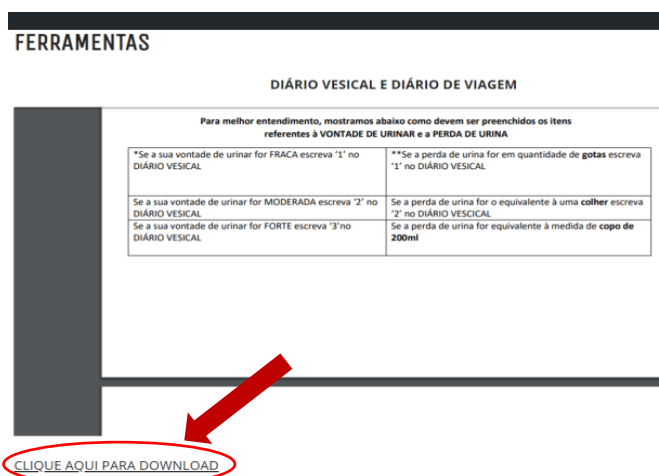 FERRAMENTAS
DIÁRIO VESICAL E DIÁRIO DE VIAGEM
Para melhor entendimento, mostramos abaixo como devem ser preenchidos os itens
referentes à VONTADE DE URINAR e a PERDA DE URINA
*Se a sua vontade de urinar for FRACA escreva ‘1’ no
DIÁRIO VESICAL
**Se a perda de urina for em quantidade de gotas escreva
‘1’ no DIÁRIO VESICAL
Se a sua vontade de urinar for MODERADA escreva ‘2’ no
DIÁRIO VESICAL
Se a perda de urina for o equivalente à uma colher escreva
‘2’ no DIÁRIO VESCICAL
Se a sua vontade de urinar for FORTE escreva ‘3’no
DIÁRIO VESICAL
Se a perda de urina for equivalente à medida de copo de
200ml
CLIQUE AQUI PARA DOWNLOAD